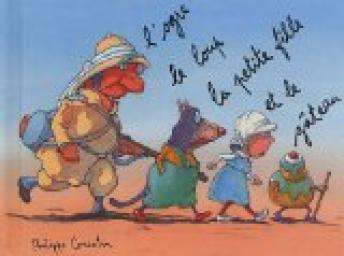 l'ogre
le loup
la petite fille
et le
gâteau
Philippe Corentin